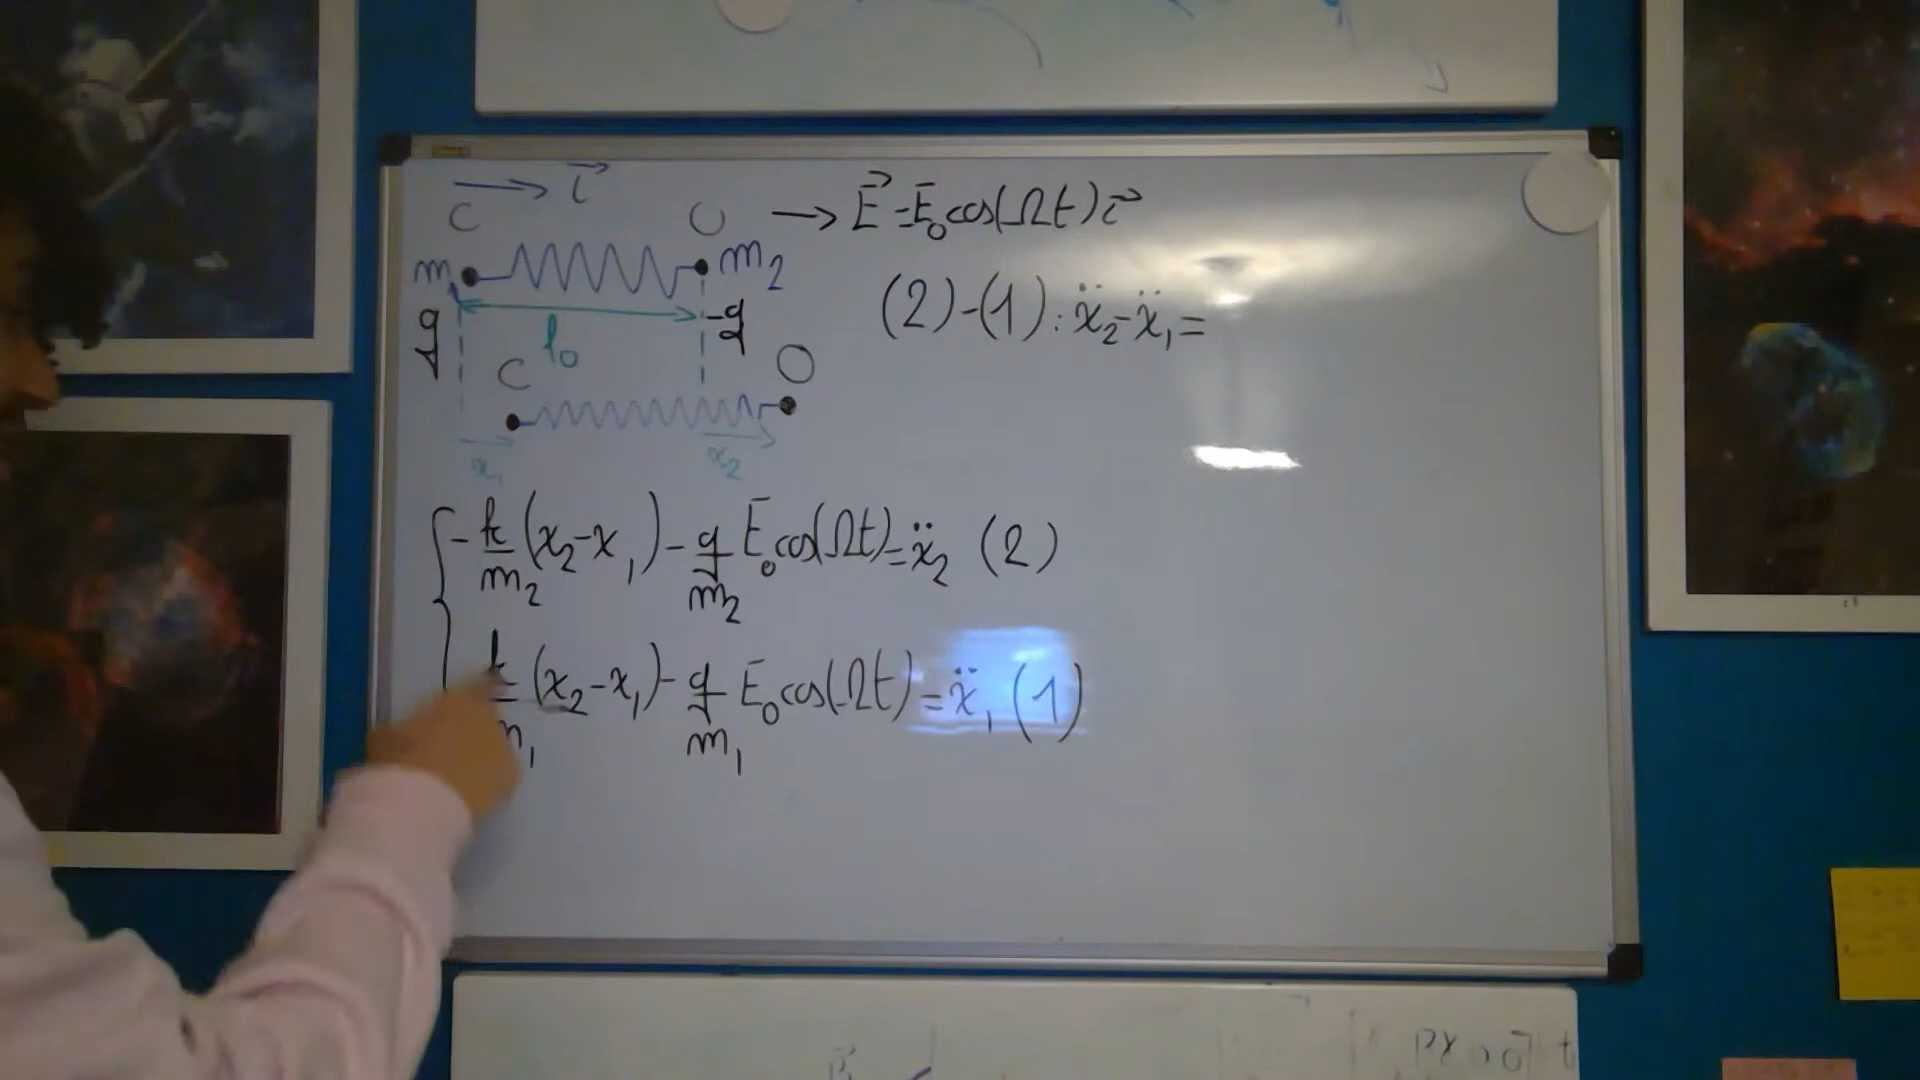 → i⃗
C O → E⃗ = E₀cos(Ωt)i⃗
m₁ m₂
(2)-(1): ẍ₂-ẍ₁=
q l₀ -q
C O
x₁ x₂
-k/m₂(x₂-x₁)-q/m₂ E₀cos(Ωt)=ẍ₂ (2)
k/m₁(x₂-x₁)-q/m₁ E₀cos(Ωt)=ẍ₁ (1)